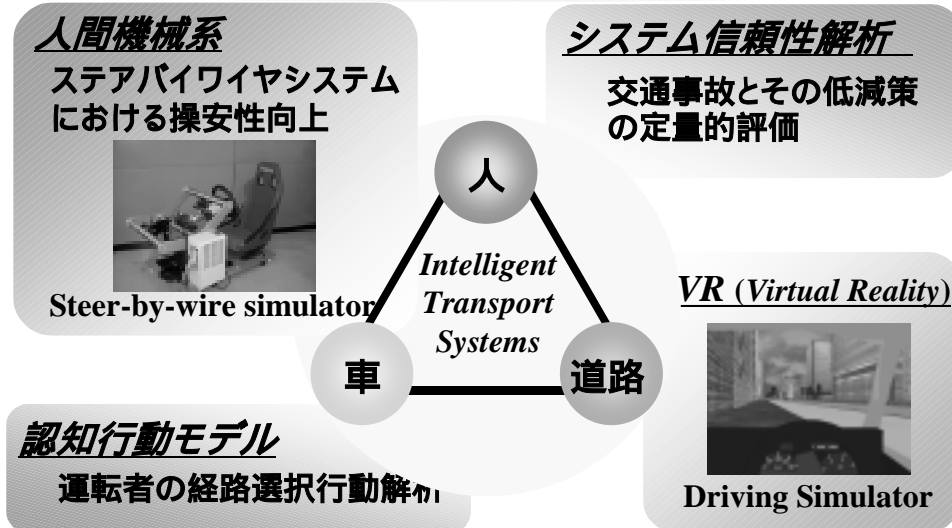 人間機械系
ステアバイワイヤシステム
における操安性向上
Steer-by-wire simulator
システム信頼性解析
交通事故とその低減策
の定量的評価
人
Intelligent
Transport
Systems
車
道路
VR (Virtual Reality)
Driving Simulator
認知行動モデル
運転者の経路選択行動解析